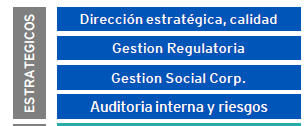 ESTRATEGICOS
Dirección estratégica, calidad
Gestion Regulatoria
Gestion Social Corp.
Auditoria interna y riesgos